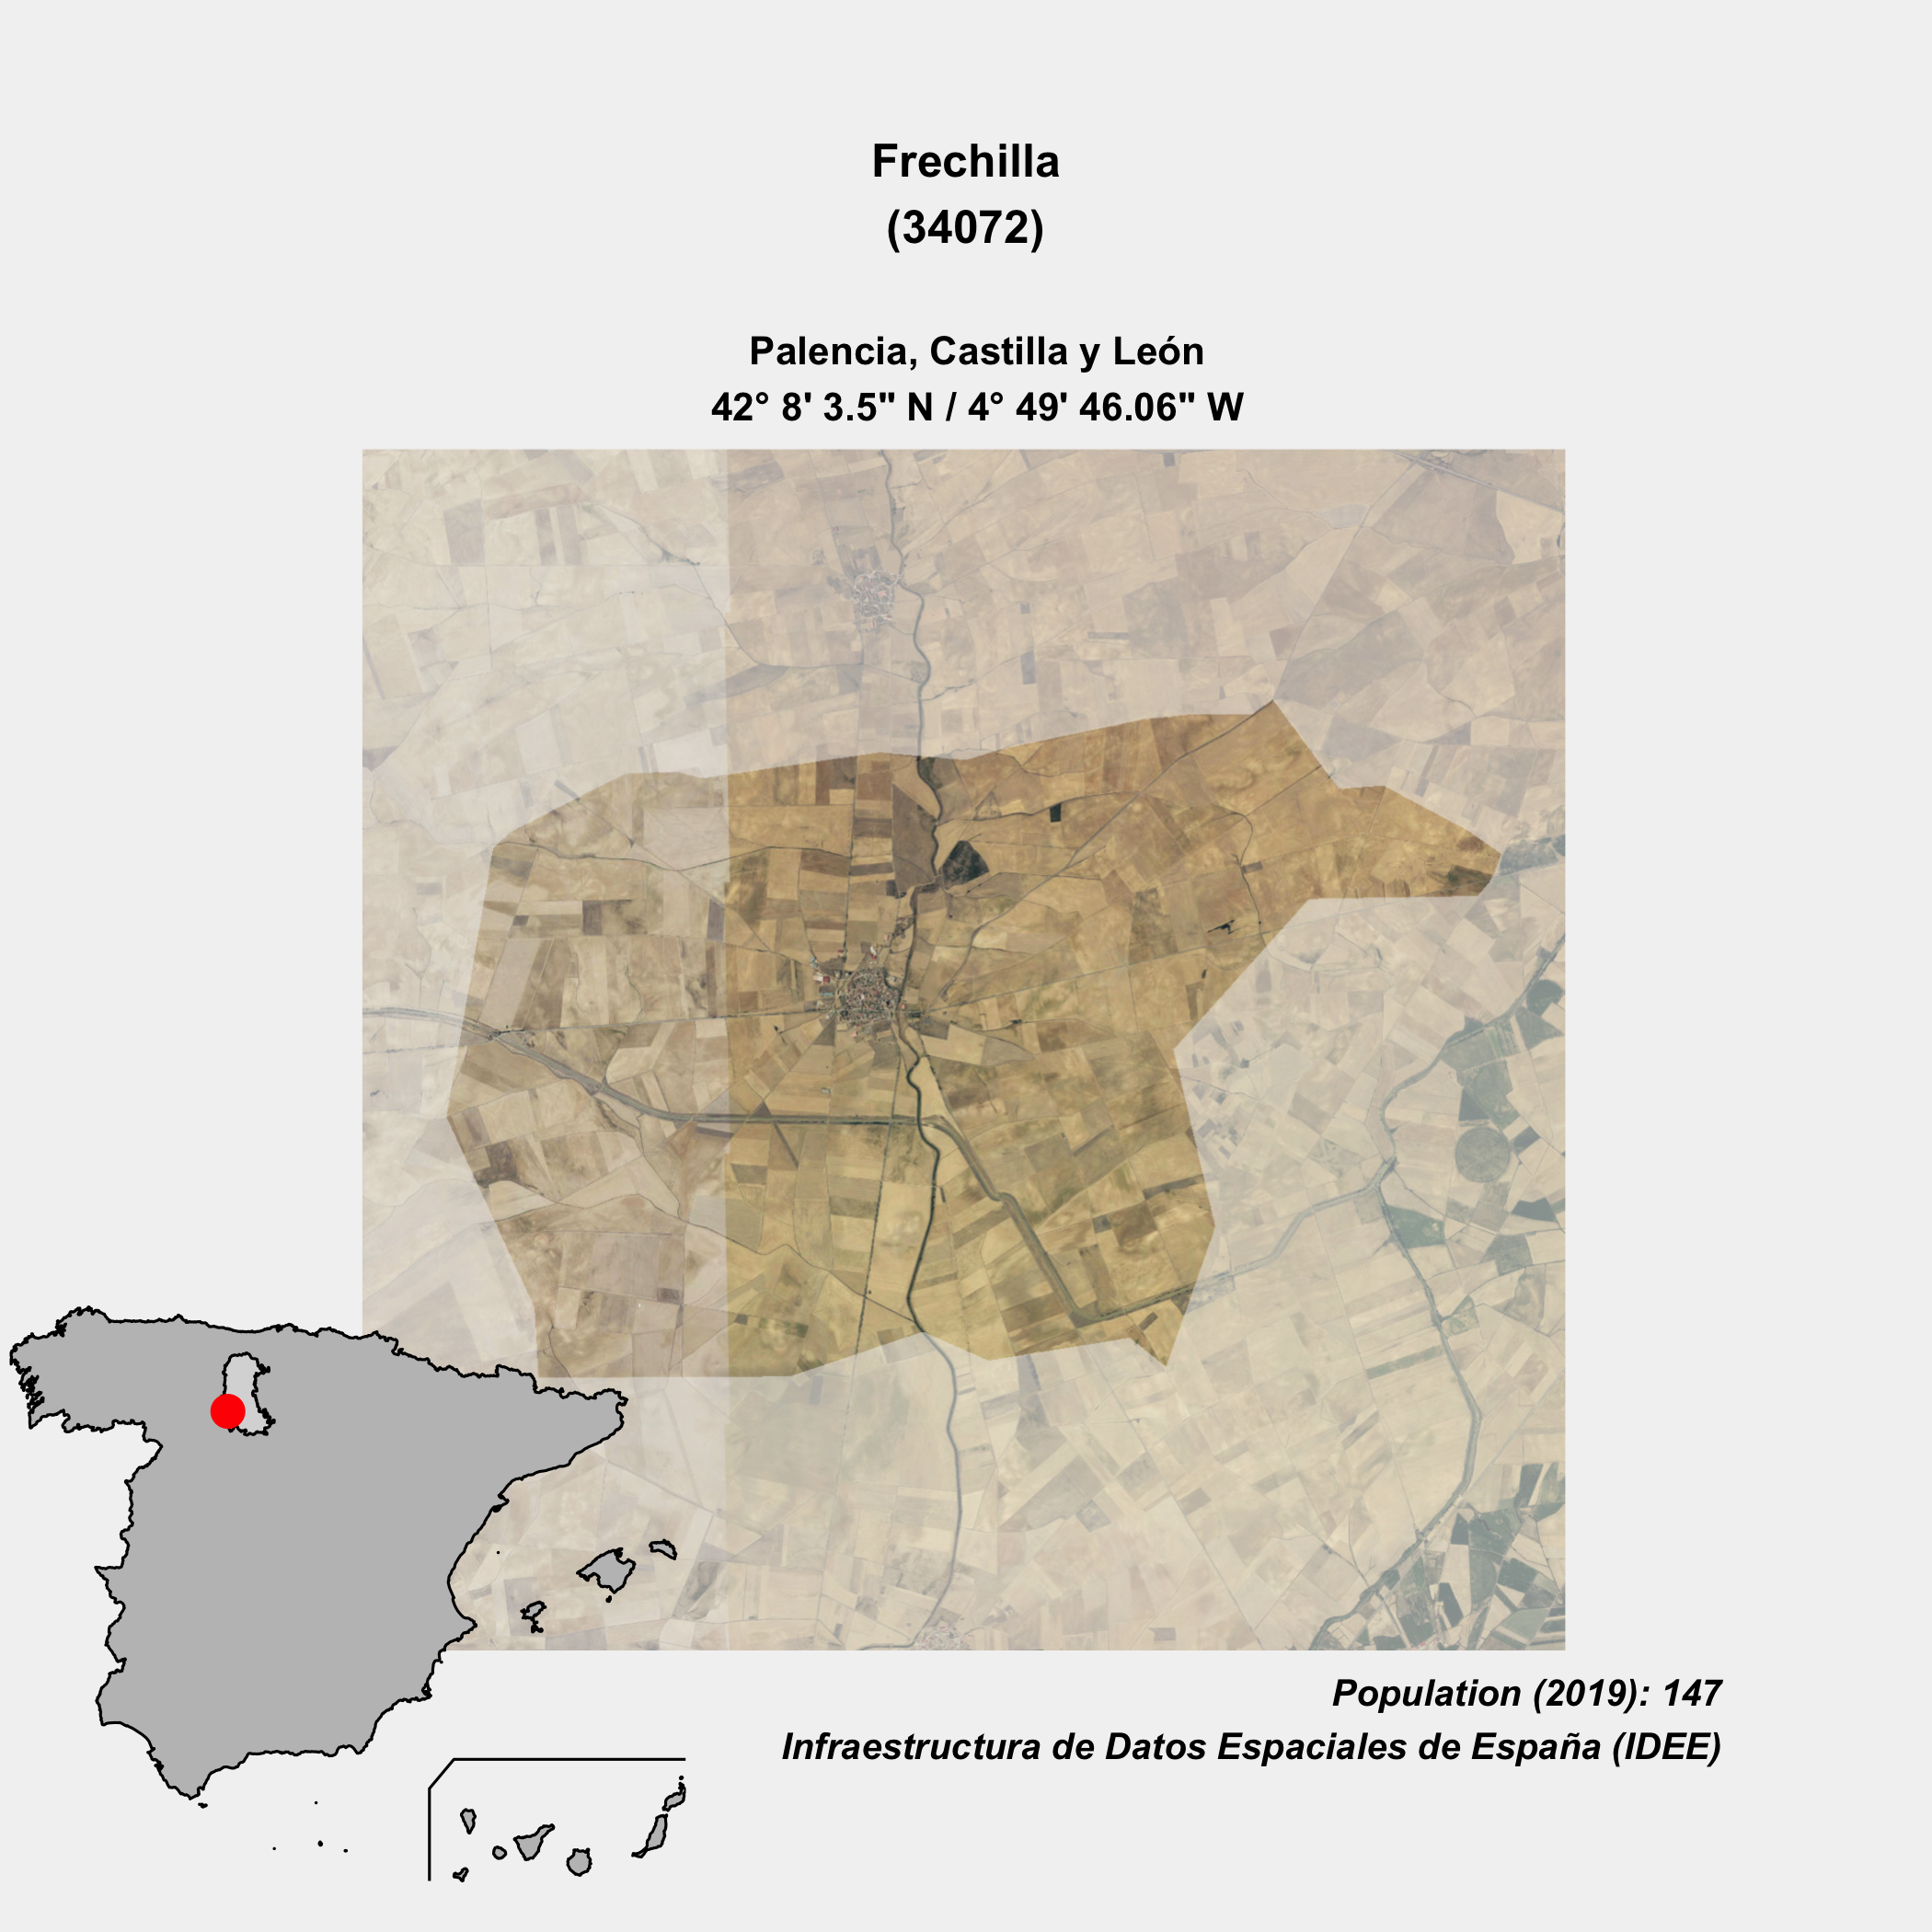 Frechilla
(34072)
Palencia, Castilla y León
42° 8' 3.5" N / 4° 49' 46.06" W
Population (2019): 147
Infraestructura de Datos Espaciales de España (IDEE)